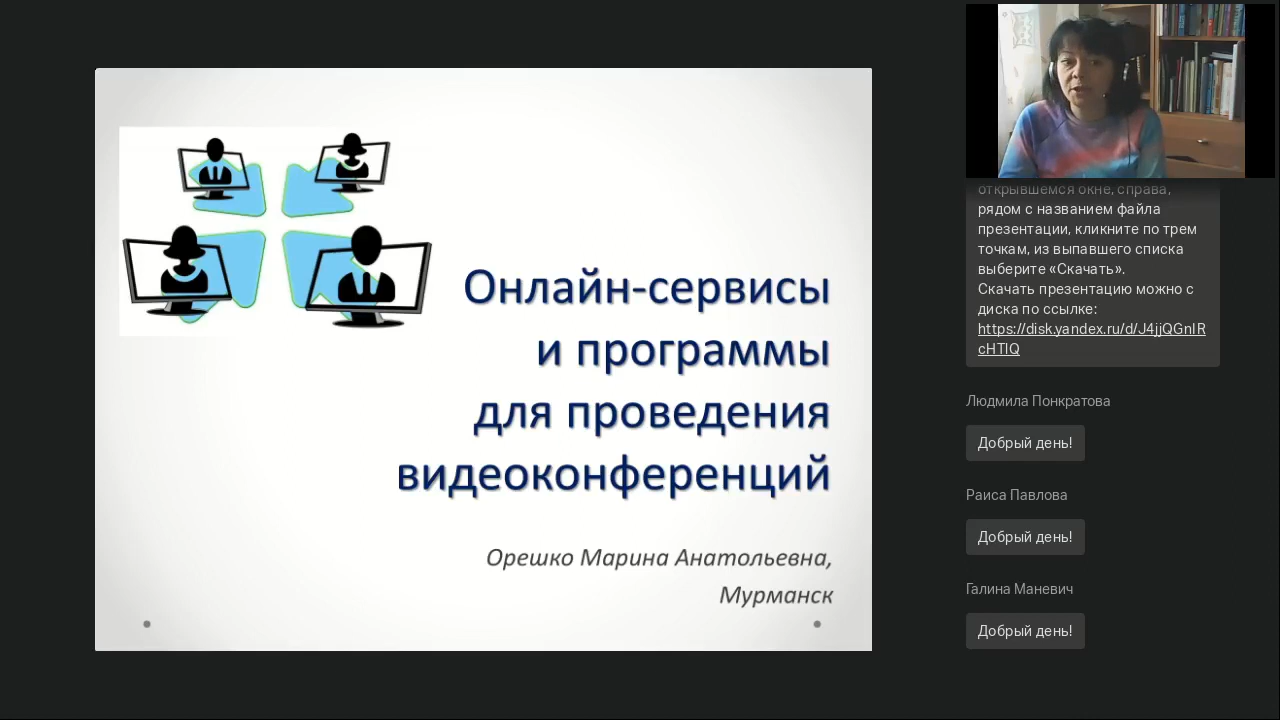 Онлайн-сервисы
и программы
для проведения
видеоконференций
Орешко Марина Анатольевна,
Мурманск
открывшемся окне, справа,
рядом с названием файла
презентации, кликните по трем
точкам, из выпавшего списка
выберите «Скачать».
Скачать презентацию можно с
диска по ссылке:
https://disk.yandex.ru/d/J4jjQGnIR
cHTlQ
Людмила Понкратова
Добрый день!
Раиса Павлова
Добрый день!
Галина Маневич
Добрый день!